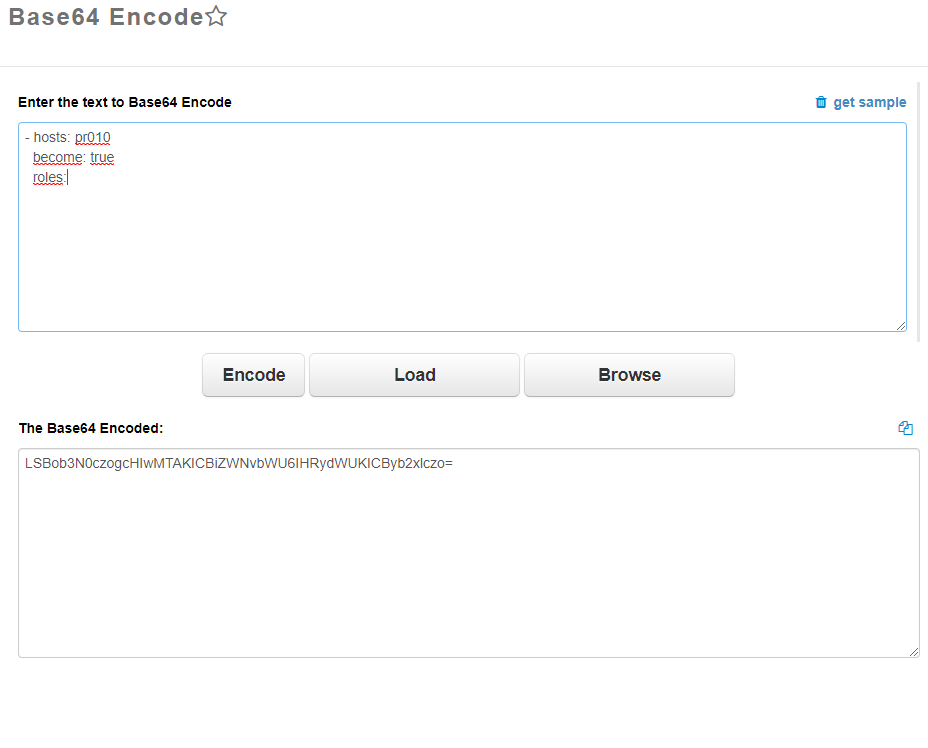 Base64 Encode
Enter the text to Base64 Encode
get sample
- hosts: pr010
become: true
roles:
Encode Load Browse
The Base64 Encoded:
LSBob3N0czogcHIwMTAKICBiZWNvbWU6IHRydWUKICByb2xlczo=